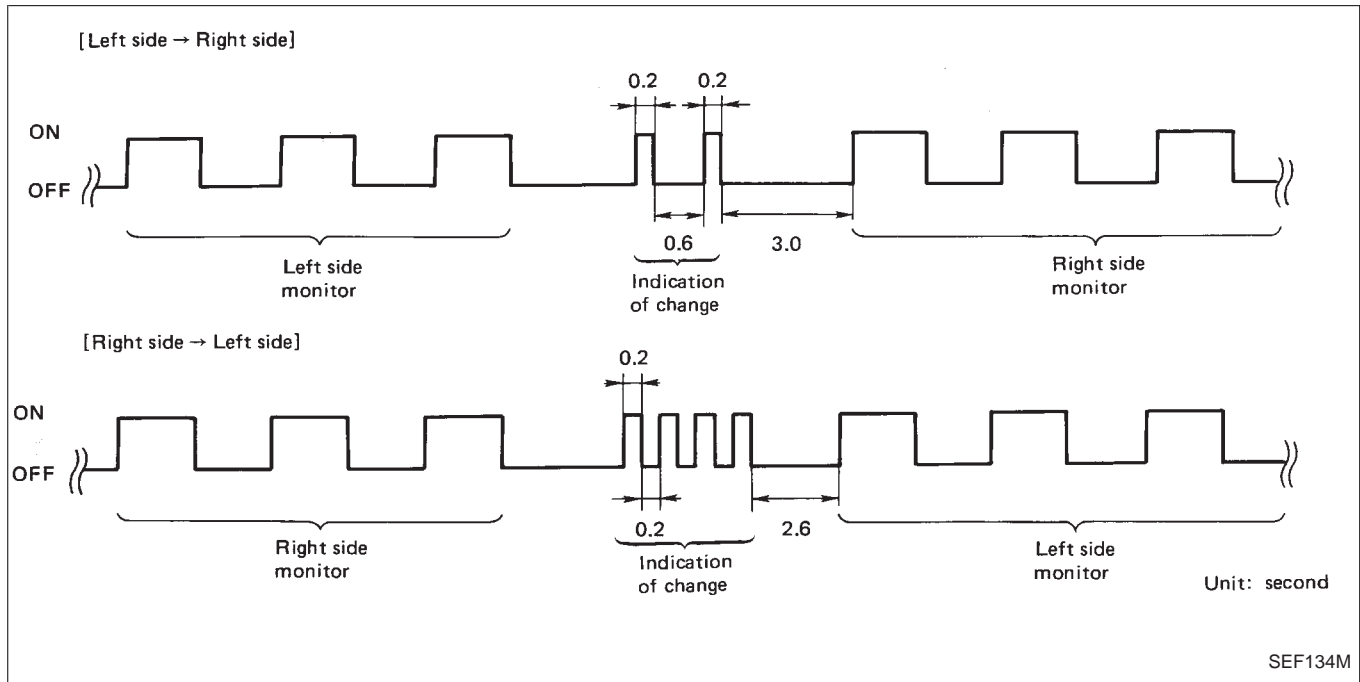 [Left side → Right side]
0.2 0.2
ON
OFF
0.6 3.0
Left side
monitor
Indication
of change
Right side
monitor
[Right side → Left side]
0.2
ON
OFF
0.2 2.6
Right side
monitor
Indication
of change
Left side
monitor
Unit: second
SEF134M